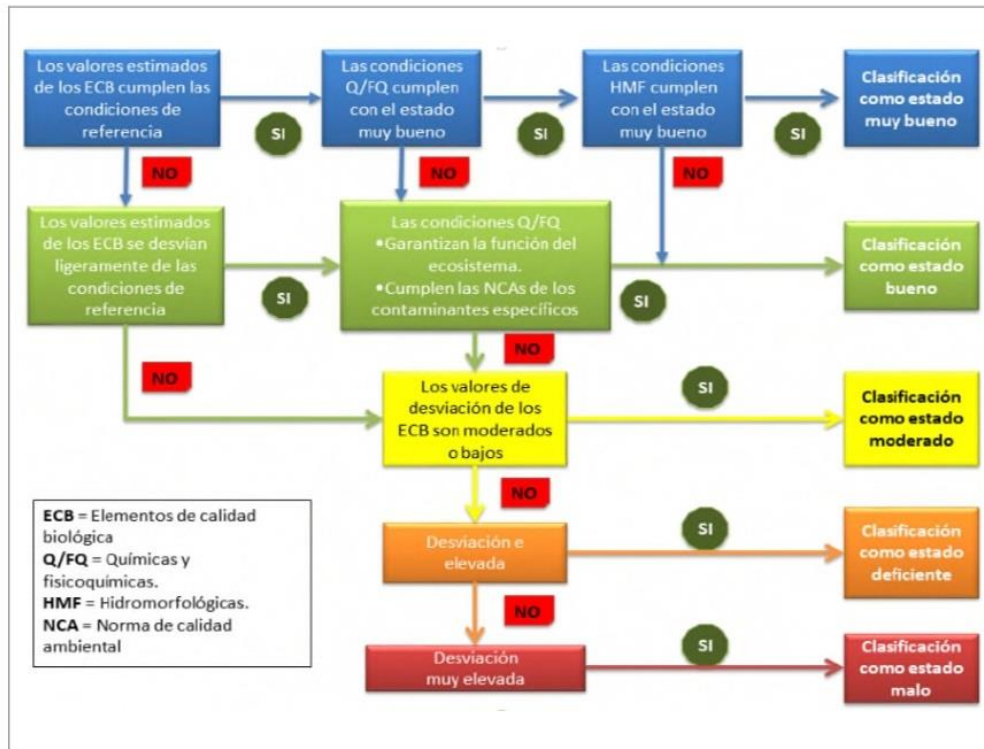 Los valores estimados
de los ECB cumplen las
condiciones de
referencia
SI
Las condiciones
Q/FQ cumplen
con el estado
muy bueno
SI
Las condiciones
HMF cumplen
con el estado
muy bueno
SI
Clasificación
como estado
muy bueno
NO
NO
NO
Los valores estimados
de los ECB se desvían
ligeramente de las
condiciones de
referencia
SI
Las condiciones Q/FQ
•Garantizan la función del
ecosistema.
•Cumplen las NCAs de los
contaminantes específicos
SI
Clasificación
como estado
bueno
NO
NO
Los valores de
desviación de los
ECB son moderados
o bajos
SI
Clasificación
como estado
moderado
NO
Desviación e
elevada
SI
Clasificación
como estado
deficiente
NO
Desviación
muy elevada
SI
Clasificación
como estado
malo
ECB = Elementos de calidad
biológica
Q/FQ = Químicas y
fisicoquímicas.
HMF = Hidromorfológicas.
NCA = Norma de calidad
ambiental